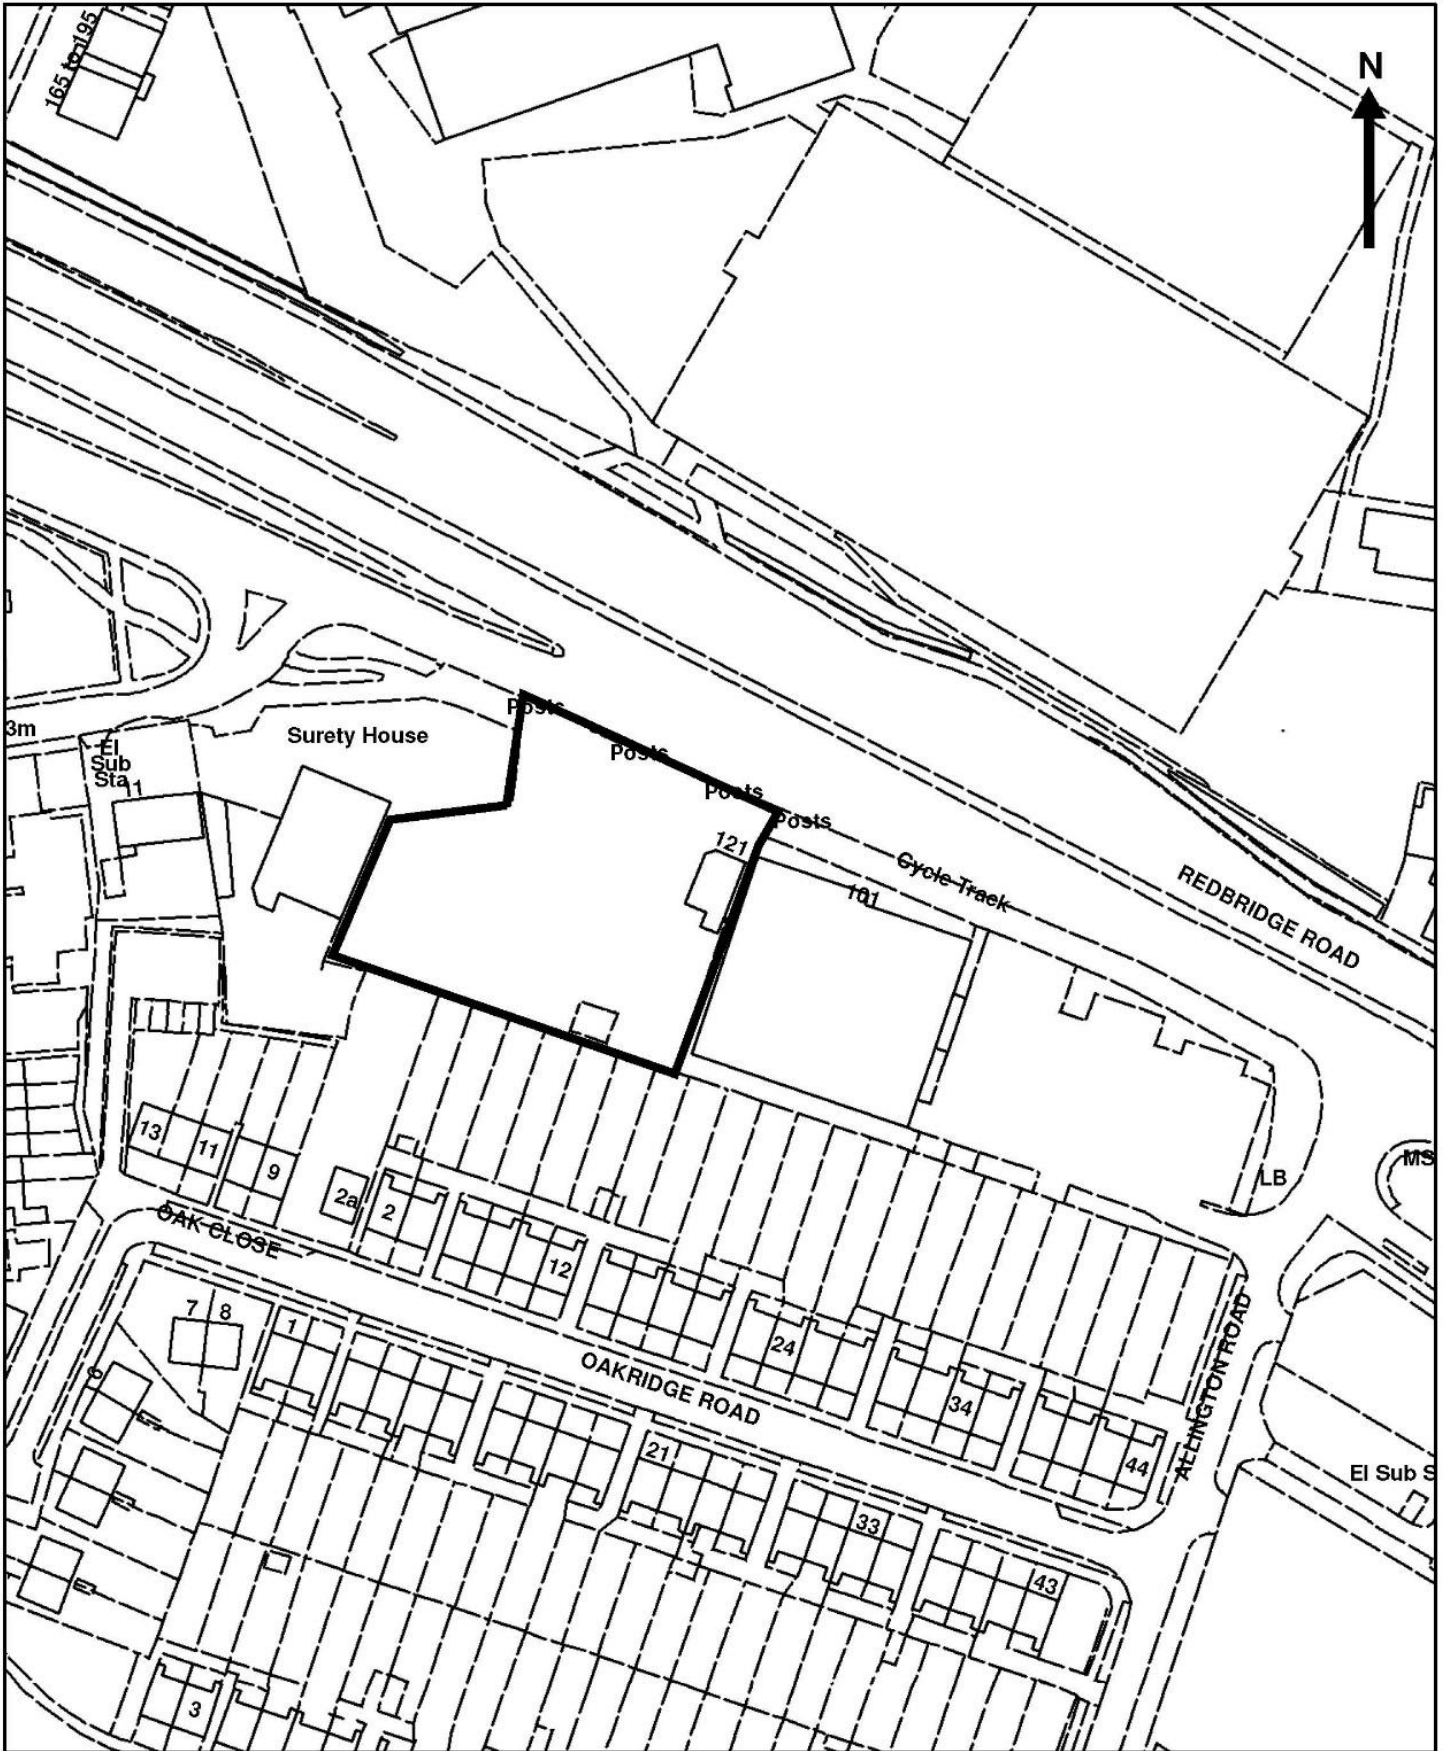 165 to 195
N
Posts
3m
Surety House
El
Sub
Sta
11
Posts
Posts
Posts
121
Cycle Track
101
REDBRIDGE ROAD
13
11
9
2a
2
LB
MS
OAK CLOSE
12
7
8
1
24
OAKRIDGE ROAD
ALLINGTON ROAD
6
34
21
44
El Sub S
33
43
3